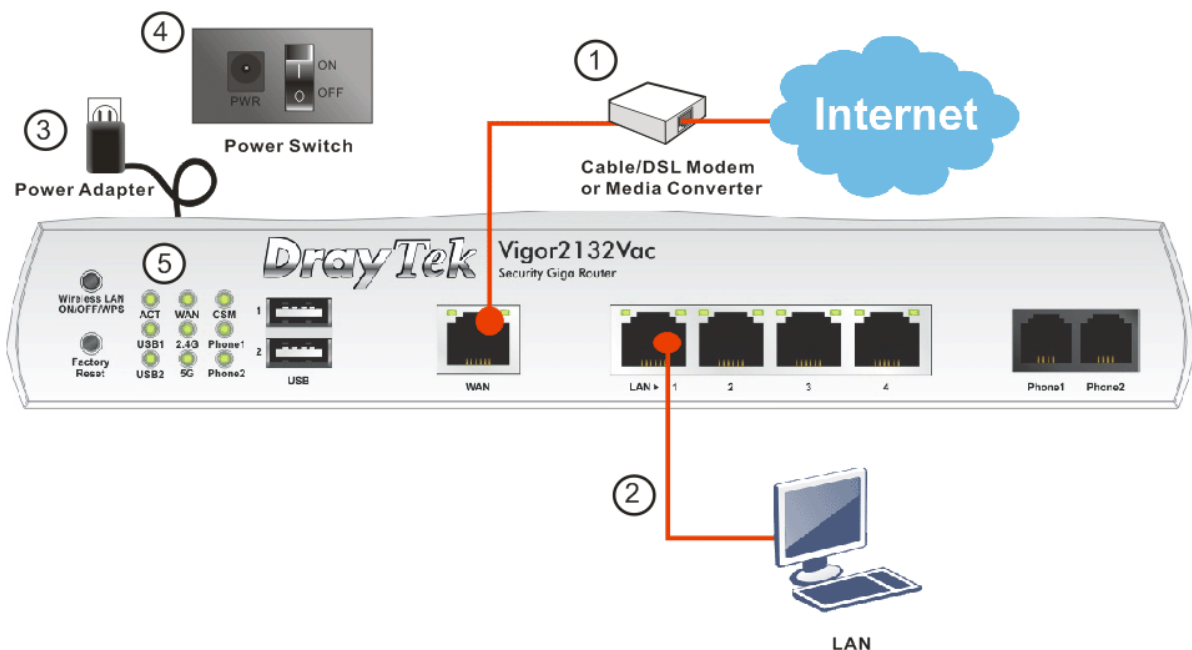 4
1
ON
PWR
OFF
3
Power Switch
Internet
Cable/DSL Modem
or Media Converter
Power Adapter
5
DrayTek
Vigor2132Vac
Security Giga Router
Wireless LAN
ON/OFF/WPS
ACT WAN CSM
USB1 2.4G Phone1
USB2 5G Phone2
Factory
Reset
1
2
USB
WAN
LAN▶ 1 2 3 4
Phone1 Phone2
2
LAN